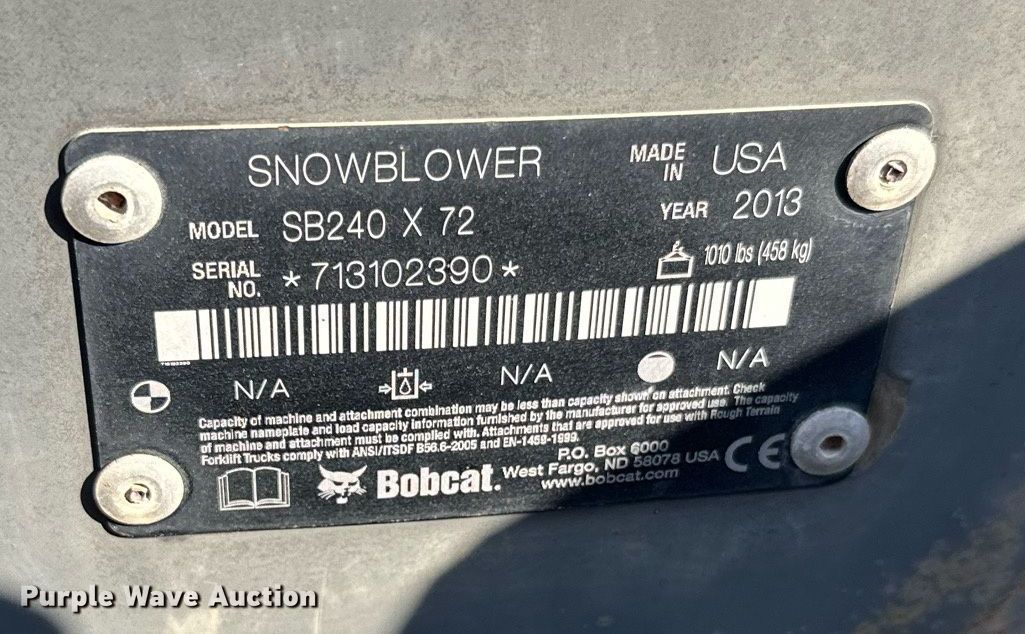 SNOWBLOWER
MADE IN USA
MODEL SB240 X 72
YEAR 2013
SERIAL NO. *713102390*
1010 lbs (458 kg)
713102390
N/A N/A N/A
Capacity of machine and attachment combination may be less than capacity shown on attachment. Check
machine nameplate and load capacity information furnished by the manufacturer for approved use. The capacity
of machine and attachment must be complied with. Attachments that are approved for use with Rough Terrain
Forklift Trucks comply with ANSI/ITSDF B56.6-2005 and EN-1459-1999.
P.O. Box 6000
Bobcat. West Fargo, ND 58078 USA
www.bobcat.com
CE
Purple Wave Auction